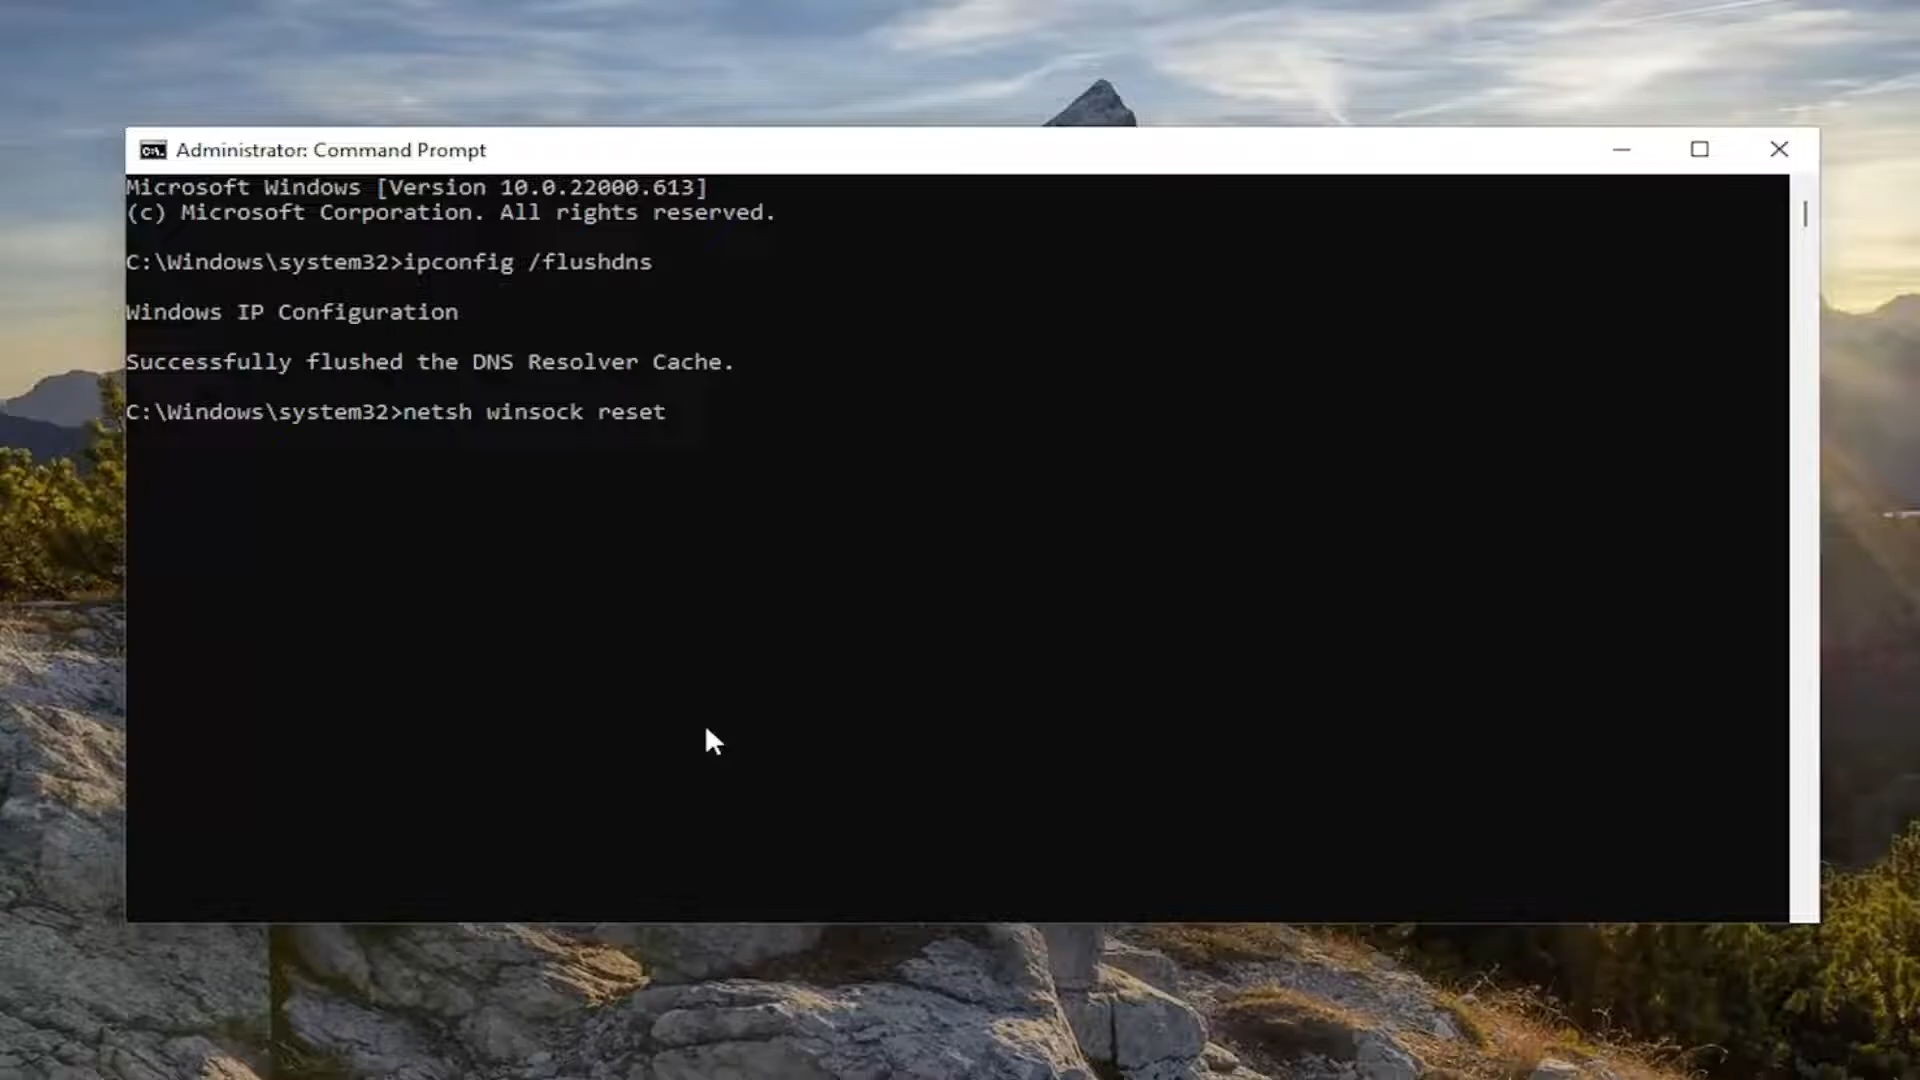 Administrator: Command Prompt
Microsoft Windows [Version 10.0.22000.613]
(c) Microsoft Corporation. All rights reserved.
C:\Windows\system32>ipconfig /flushdns
Windows IP Configuration
Successfully flushed the DNS Resolver Cache.
C:\Windows\system32>netsh winsock reset